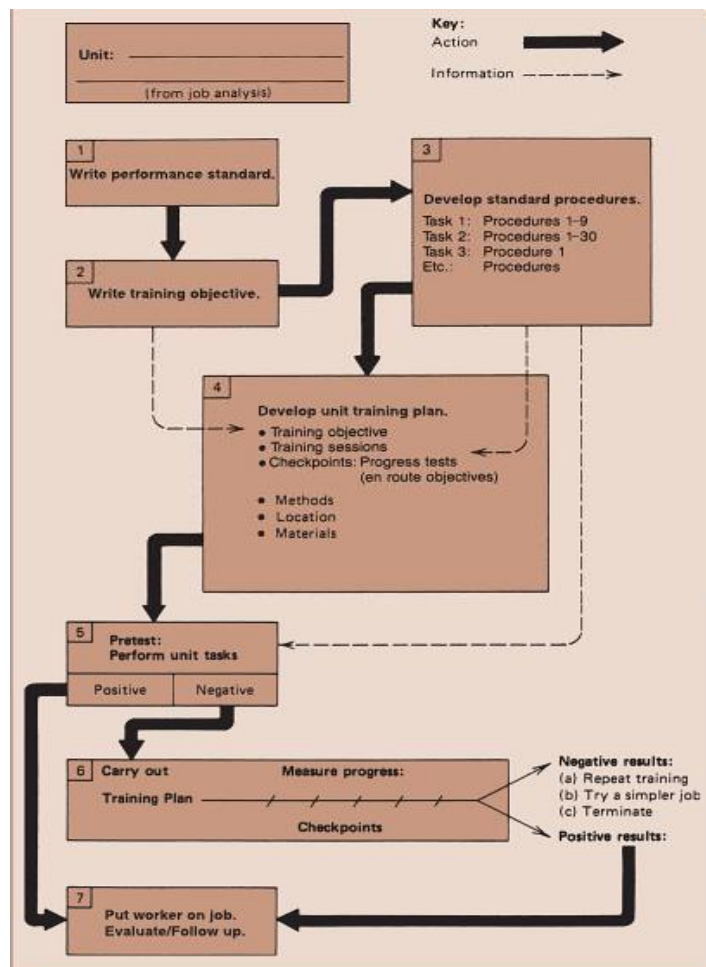 Unit:
(from job analysis)
Key:
Action
Information
1
Write performance standard.
2
Write training objective.
3
Develop standard procedures.
Task 1: Procedures 1–9
Task 2: Procedures 1–30
Task 3: Procedure 1
Etc.: Procedures
4
Develop unit training plan.
• Training objective
• Training sessions
• Checkpoints: Progress tests
(en route objectives)
• Methods
• Location
• Materials
5
Pretest:
Perform unit tasks
Positive
Negative
6
Carry out
Measure progress:
Training Plan
Checkpoints
Negative results:
(a) Repeat training
(b) Try a simpler job
(c) Terminate
Positive results:
7
Put worker on job.
Evaluate/Follow up.